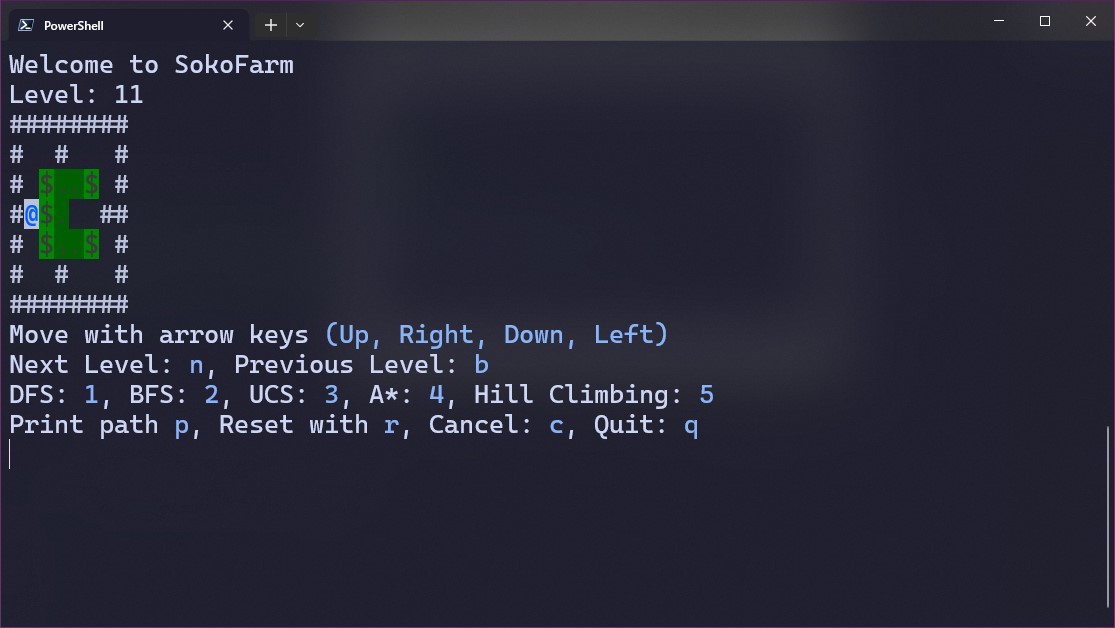 PowerShell
Welcome to SokoFarm
Level: 11
########
#  #   #
# $..$ #
#@$.  ##
# $..$ #
#  #   #
########
Move with arrow keys (Up, Right, Down, Left)
Next Level: n, Previous Level: b
DFS: 1, BFS: 2, UCS: 3, A*: 4, Hill Climbing: 5
Print path p, Reset with r, Cancel: c, Quit: q